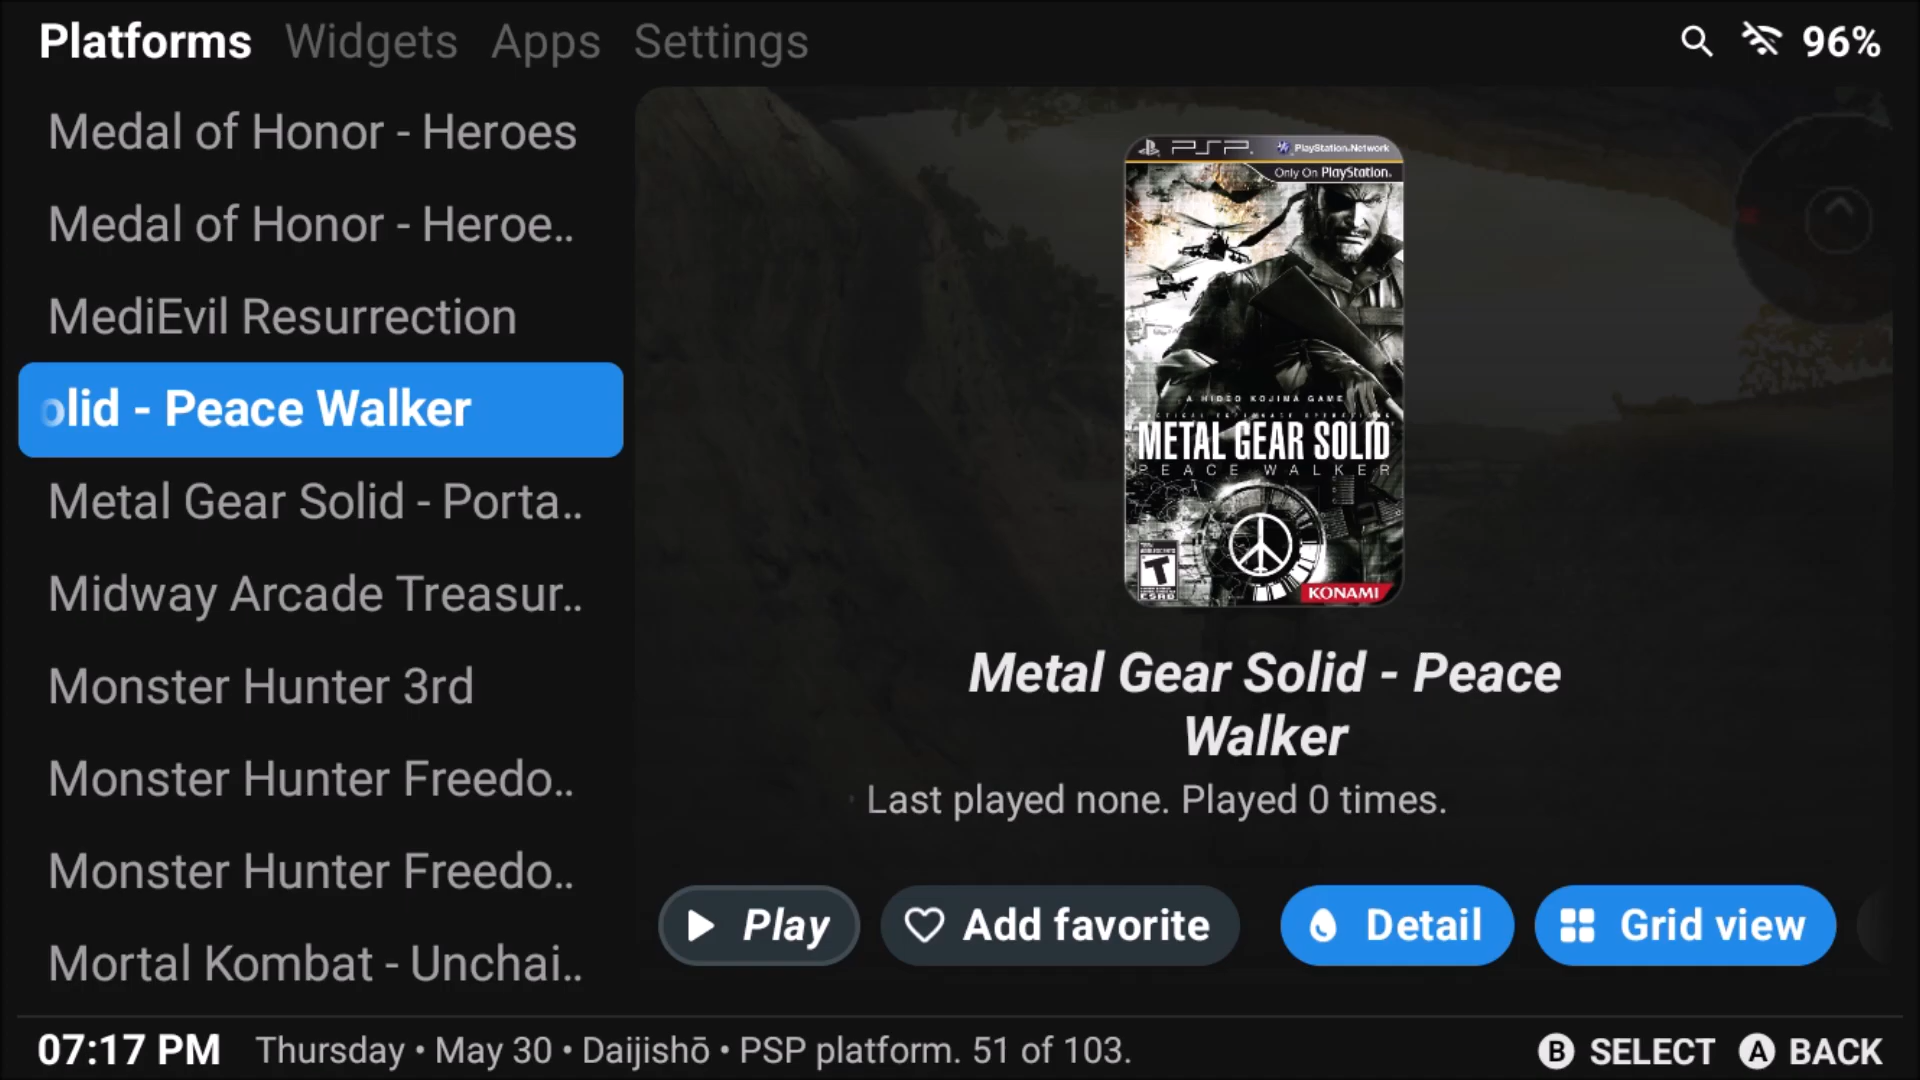 Platforms Widgets Apps Settings 96%
Medal of Honor - Heroes
Medal of Honor - Heroe..
MediEvil Resurrection
olid - Peace Walker
Metal Gear Solid - Porta..
Midway Arcade Treasur..
Monster Hunter 3rd
Monster Hunter Freedo..
Monster Hunter Freedo..
Mortal Kombat - Unchai..
PSP PlayStation Network
Only On PlayStation.
A HIDEO KOJIMA GAME
METAL GEAR SOLID
PEACE WALKER
T
ESRB
KONAMI
Metal Gear Solid - Peace
Walker
Last played none. Played 0 times.
Play Add favorite Detail Grid view
07:17 PM Thursday • May 30 • Daijishō • PSP platform. 51 of 103. B SELECT A BACK